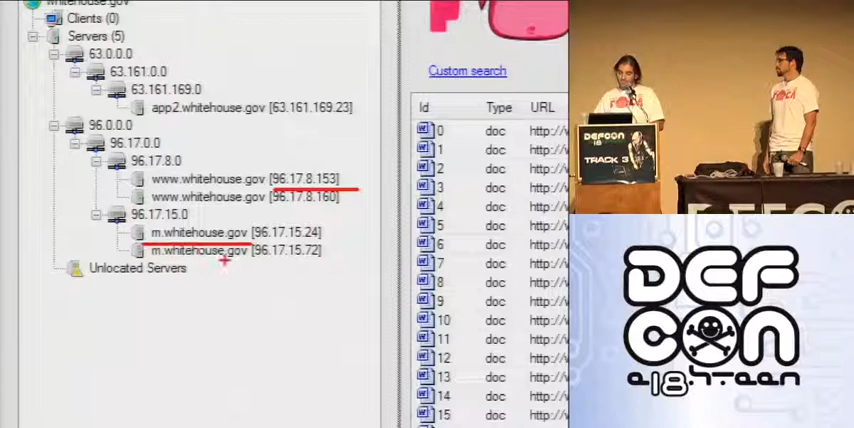 whitehouse.gov
Clients (0)
Servers (5)
63.0.0.0
63.161.0.0
63.161.169.0
app2.whitehouse.gov [63.161.169.23]
96.0.0.0
96.17.0.0
96.17.8.0
www.whitehouse.gov [96.17.8.153]
www.whitehouse.gov [96.17.8.160]
96.17.15.0
m.whitehouse.gov [96.17.15.24]
m.whitehouse.gov [96.17.15.72]
Unlocated Servers
Custom search
Id Type URL
0 doc http://
1 doc http://
2 doc http://
3 doc http://
4 doc http://
5 doc http://
6 doc http://
7 doc http://
8 doc http://
9 doc http://
10 doc http://
11 doc http://
12 doc http://
13 doc http://
14 doc http://
15 doc http://
FOCA
DEFCON
18
TRACK 3
DEF
CON
e18h.teen